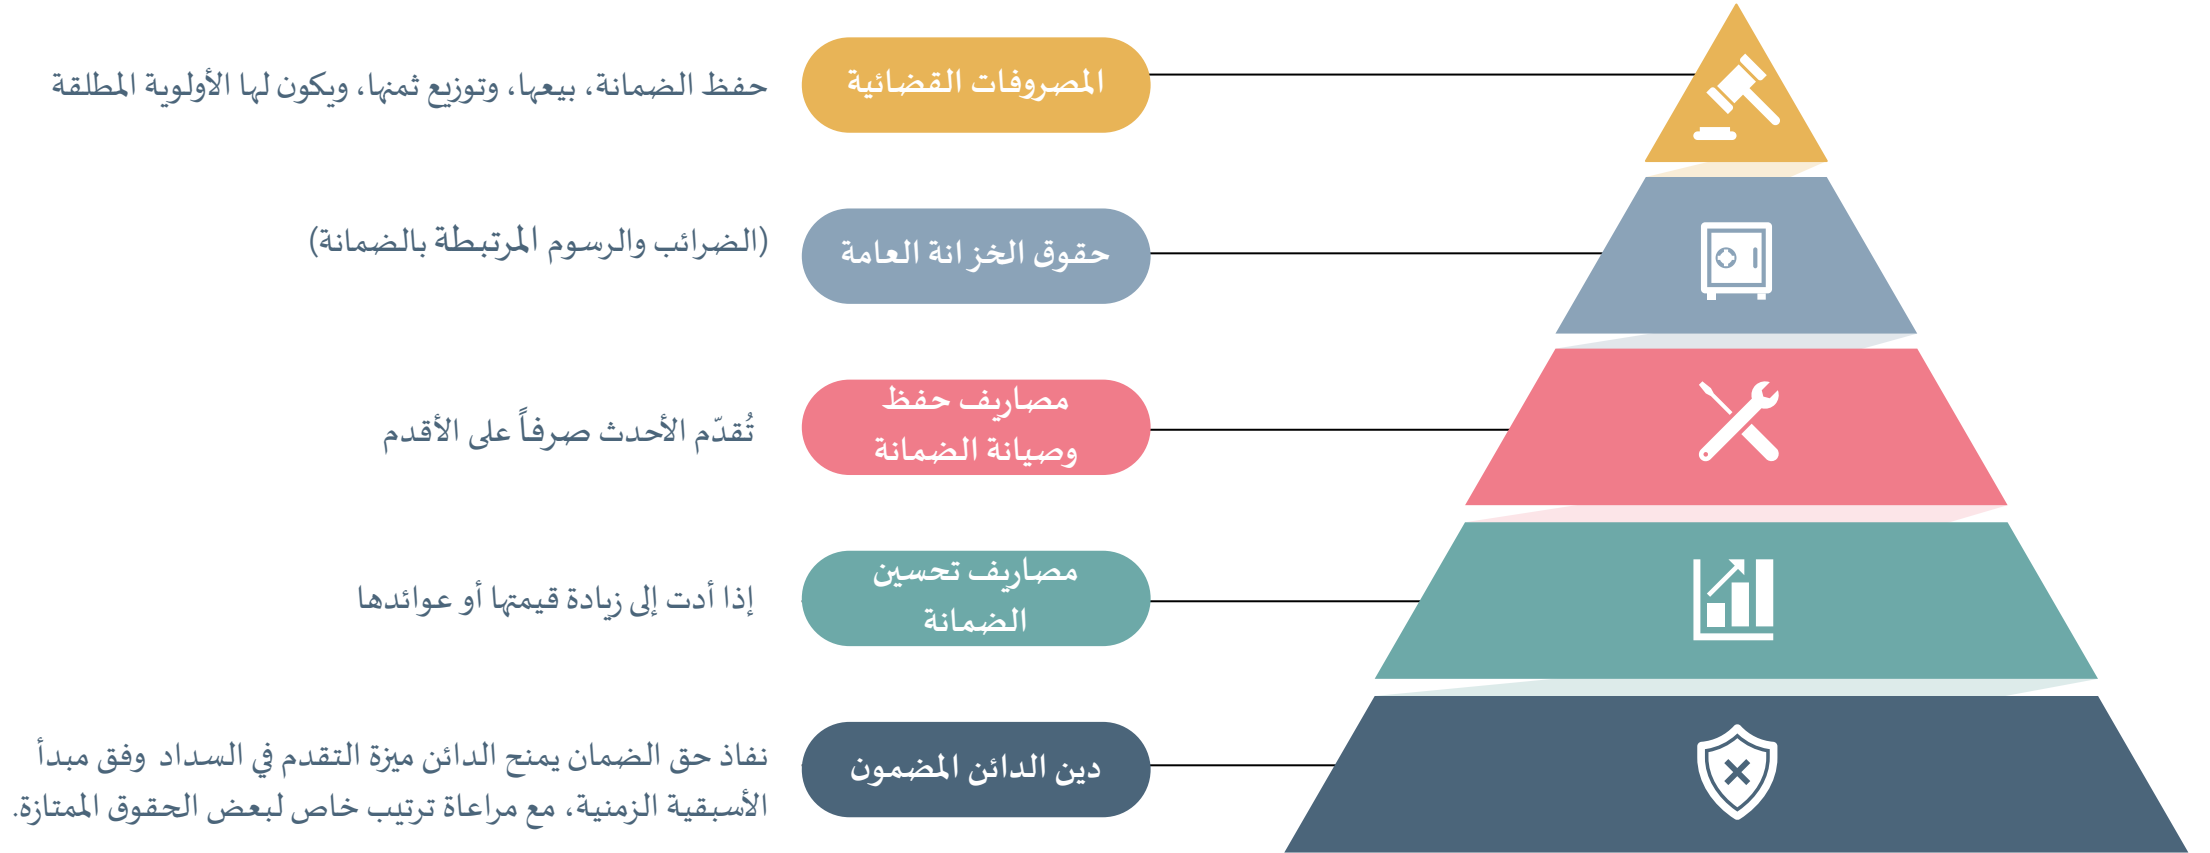 المصروفات القضائية
حفظ الضمانة، بيعها، وتوزيع ثمنها، ويكون لها الأولوية المطلقة
حقوق الخزانة العامة
(الضرائب والرسوم المرتبطة بالضمانة)
مصاريف حفظ
وصيانة الضمانة
تُقدّم الأحدث صرفاً على الأقدم
مصاريف تحسين
الضمانة
إذا أدت إلى زيادة قيمتها أو عوائدها
دين الدائن المضمون
نفاذ حق الضمان يمنح الدائن ميزة التقدم في السداد وفق مبدأ
الأسبقية الزمنية، مع مراعاة ترتيب خاص لبعض الحقوق الممتازة.